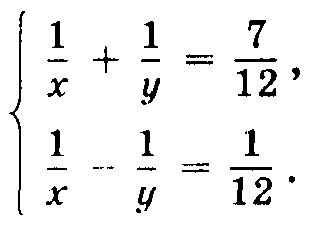 1/x + 1/y = 7/12,
1/x - 1/y = 1/12.